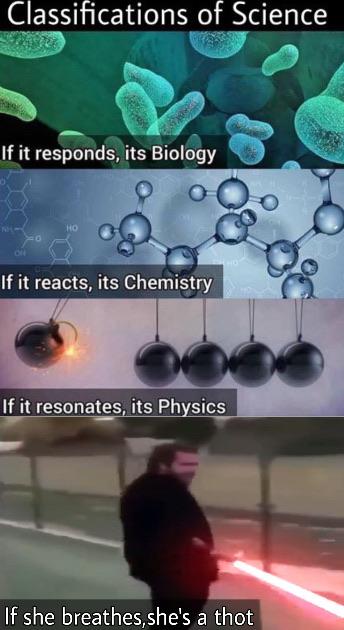 Classifications of Science
If it responds, its Biology
HO
If it reacts, its Chemistry
If it resonates, its Physics
If she breathes,she's a thot